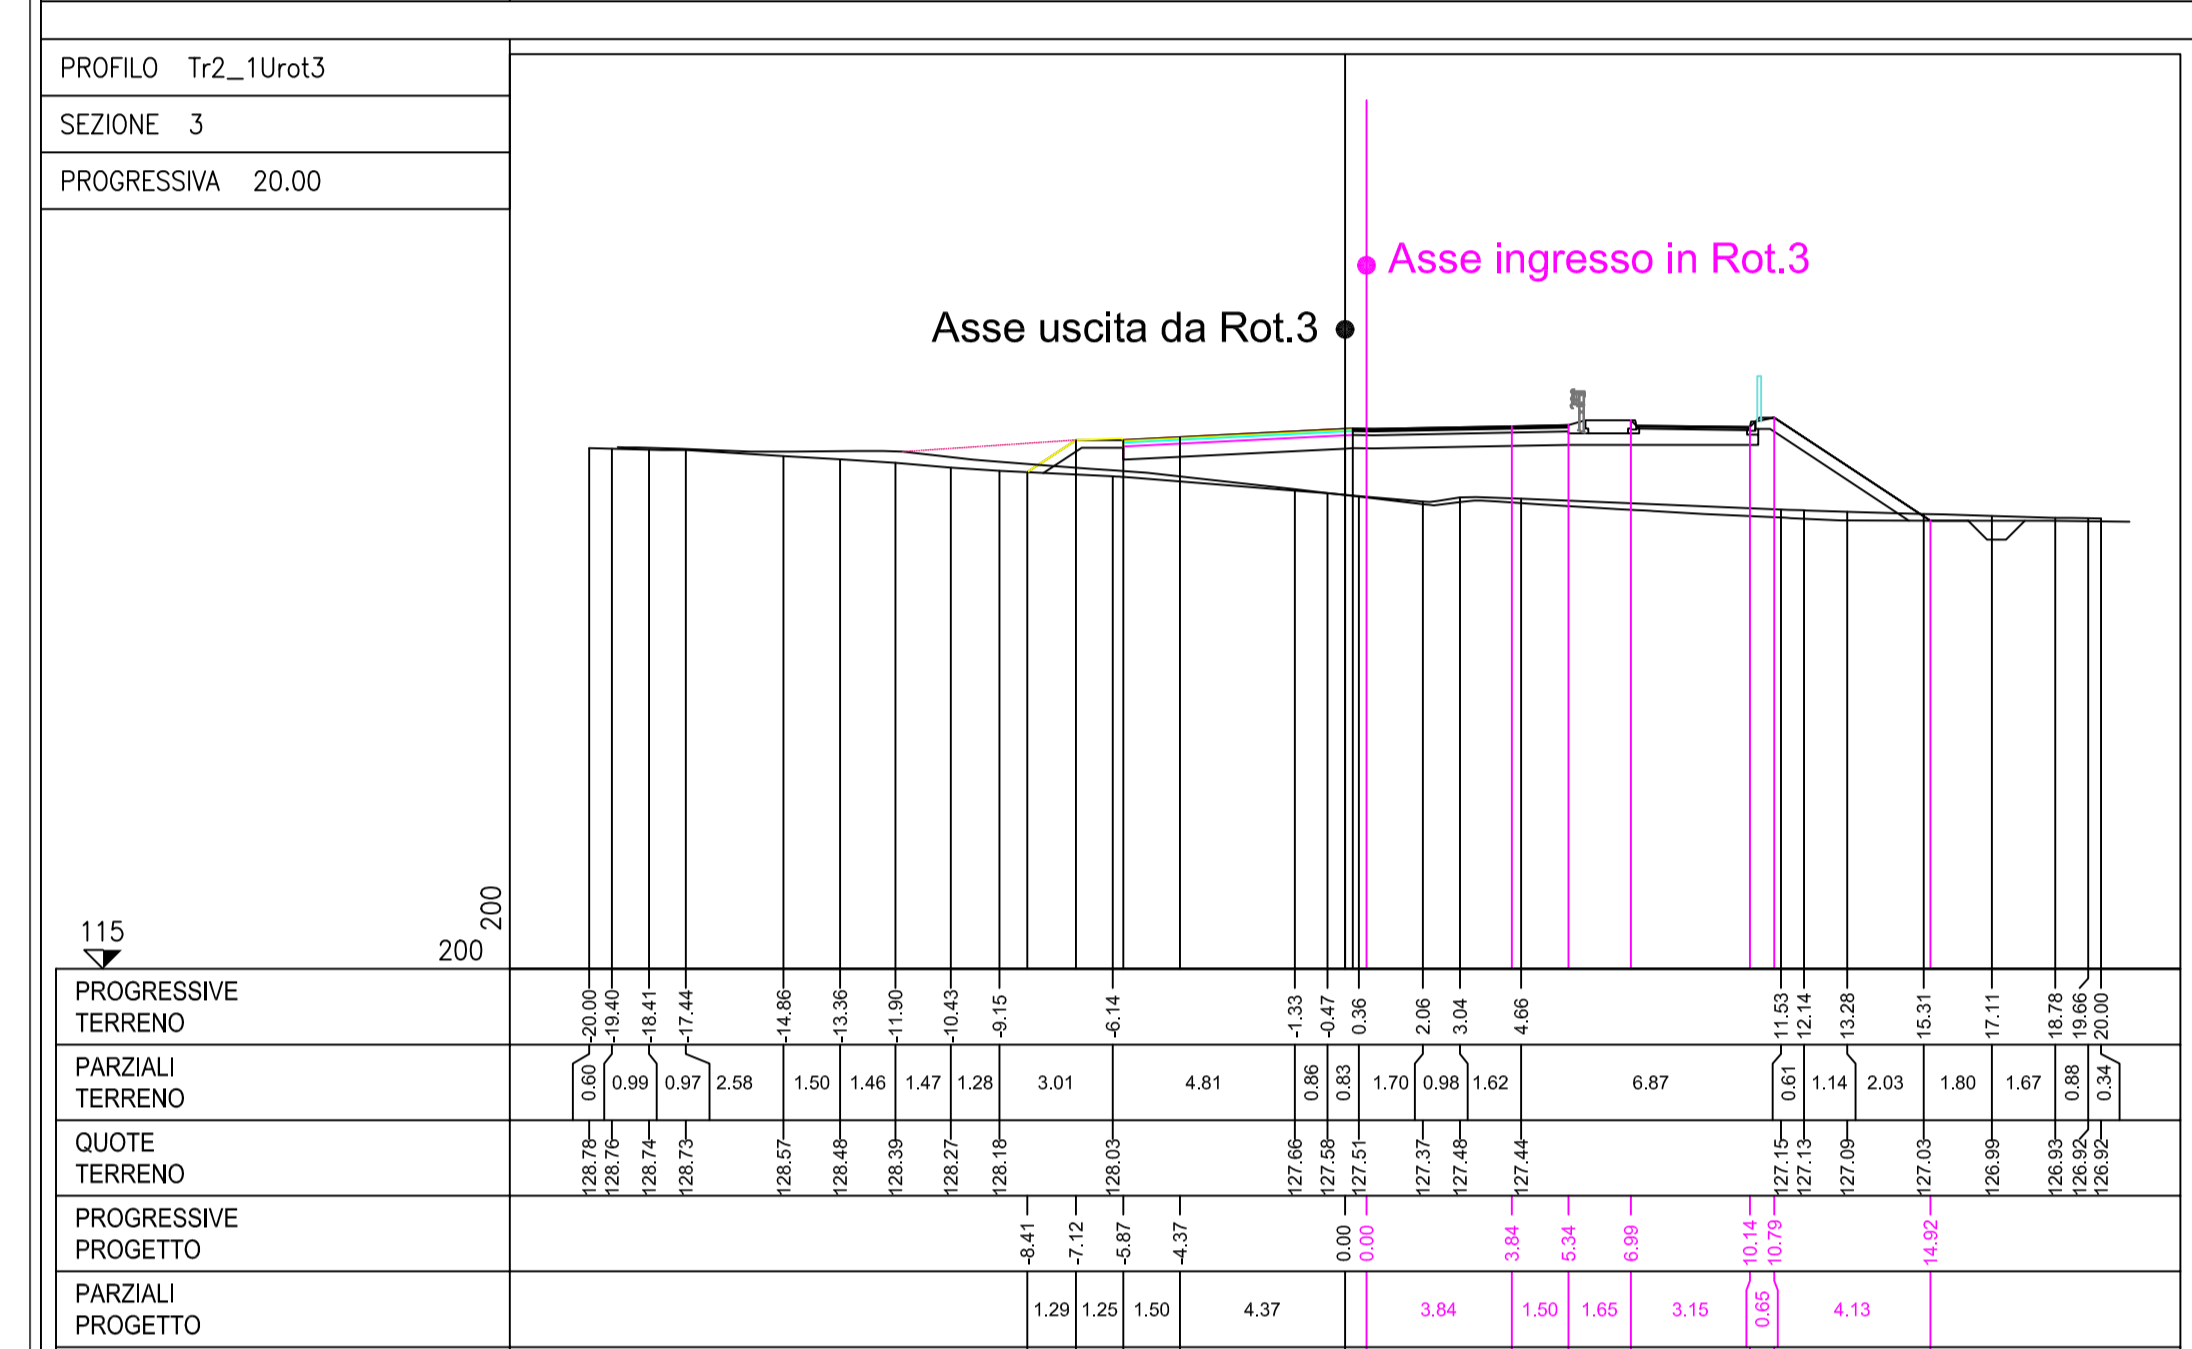 PROFILO Tr2_1Urot3
SEZIONE 3
PROGRESSIVA 20.00
Asse ingresso in Rot.3
Asse uscita da Rot.3
115
200
200
PROGRESSIVE
TERRENO
-20.00 -19.40 -18.41 -17.44 -14.86 -13.36 -11.90 -10.43 -9.15 -6.14 -1.33 -0.47 0.36 2.06 3.04 4.66 11.53 12.14 13.28 15.31 17.11 18.78 19.66 20.00
PARZIALI
TERRENO
0.60 0.99 0.97 2.58 1.50 1.46 1.47 1.28 3.01 4.81 0.86 0.83 1.70 0.98 1.62 6.87 0.61 1.14 2.03 1.80 1.67 0.88 0.34
QUOTE
TERRENO
128.78 128.76 128.74 128.73 128.57 128.48 128.39 128.27 128.18 128.03 127.66 127.58 127.51 127.37 127.48 127.44 127.15 127.13 127.09 127.03 126.99 126.93 126.92 126.92
PROGRESSIVE
PROGETTO
-8.41 -7.12 -5.87 -4.37 0.00 0.00 3.84 5.34 6.99 10.14 10.79 14.92
PARZIALI
PROGETTO
1.29 1.25 1.50 4.37 3.84 1.50 1.65 3.15 0.65 4.13